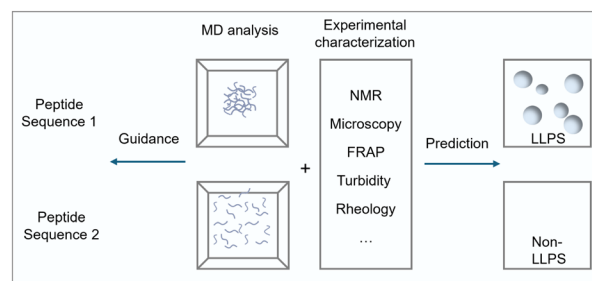 MD analysis
Experimental
characterization
Peptide
Sequence 1
Guidance
Peptide
Sequence 2
+
NMR
Microscopy
FRAP
Turbidity
Rheology
...
Prediction
LLPS
Non-
LLPS